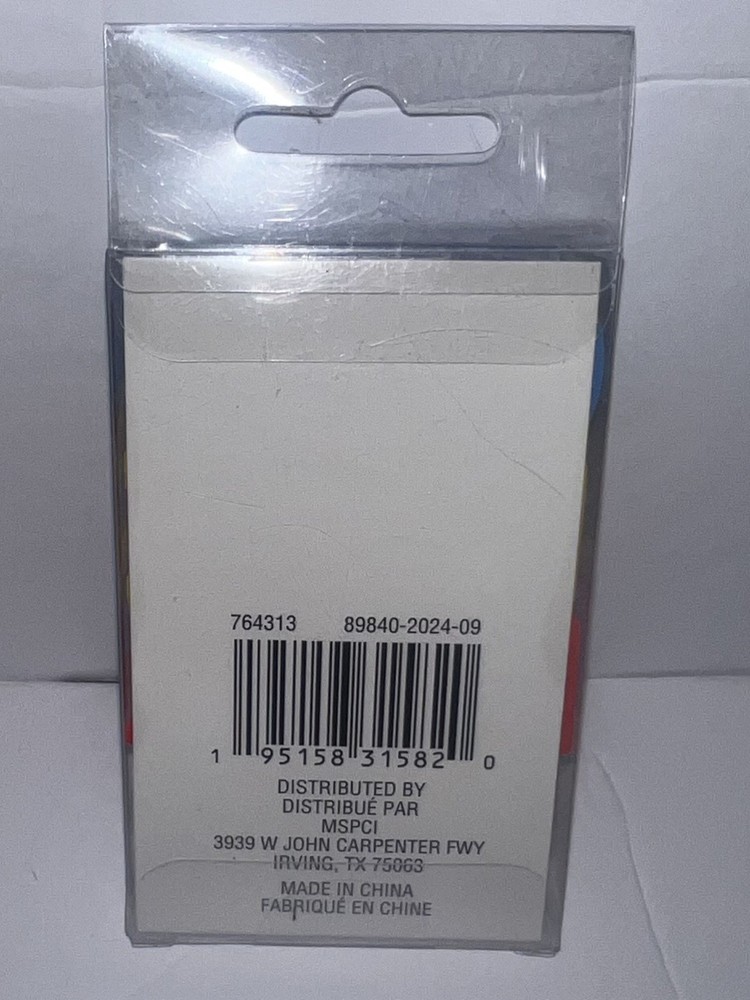 764313 89840-2024-09
1 95158 31582 0
DISTRIBUTED BY
DISTRIBUÉ PAR
MSPCI
3939 W JOHN CARPENTER FWY
IRVING, TX 75063
MADE IN CHINA
FABRIQUÉ EN CHINE